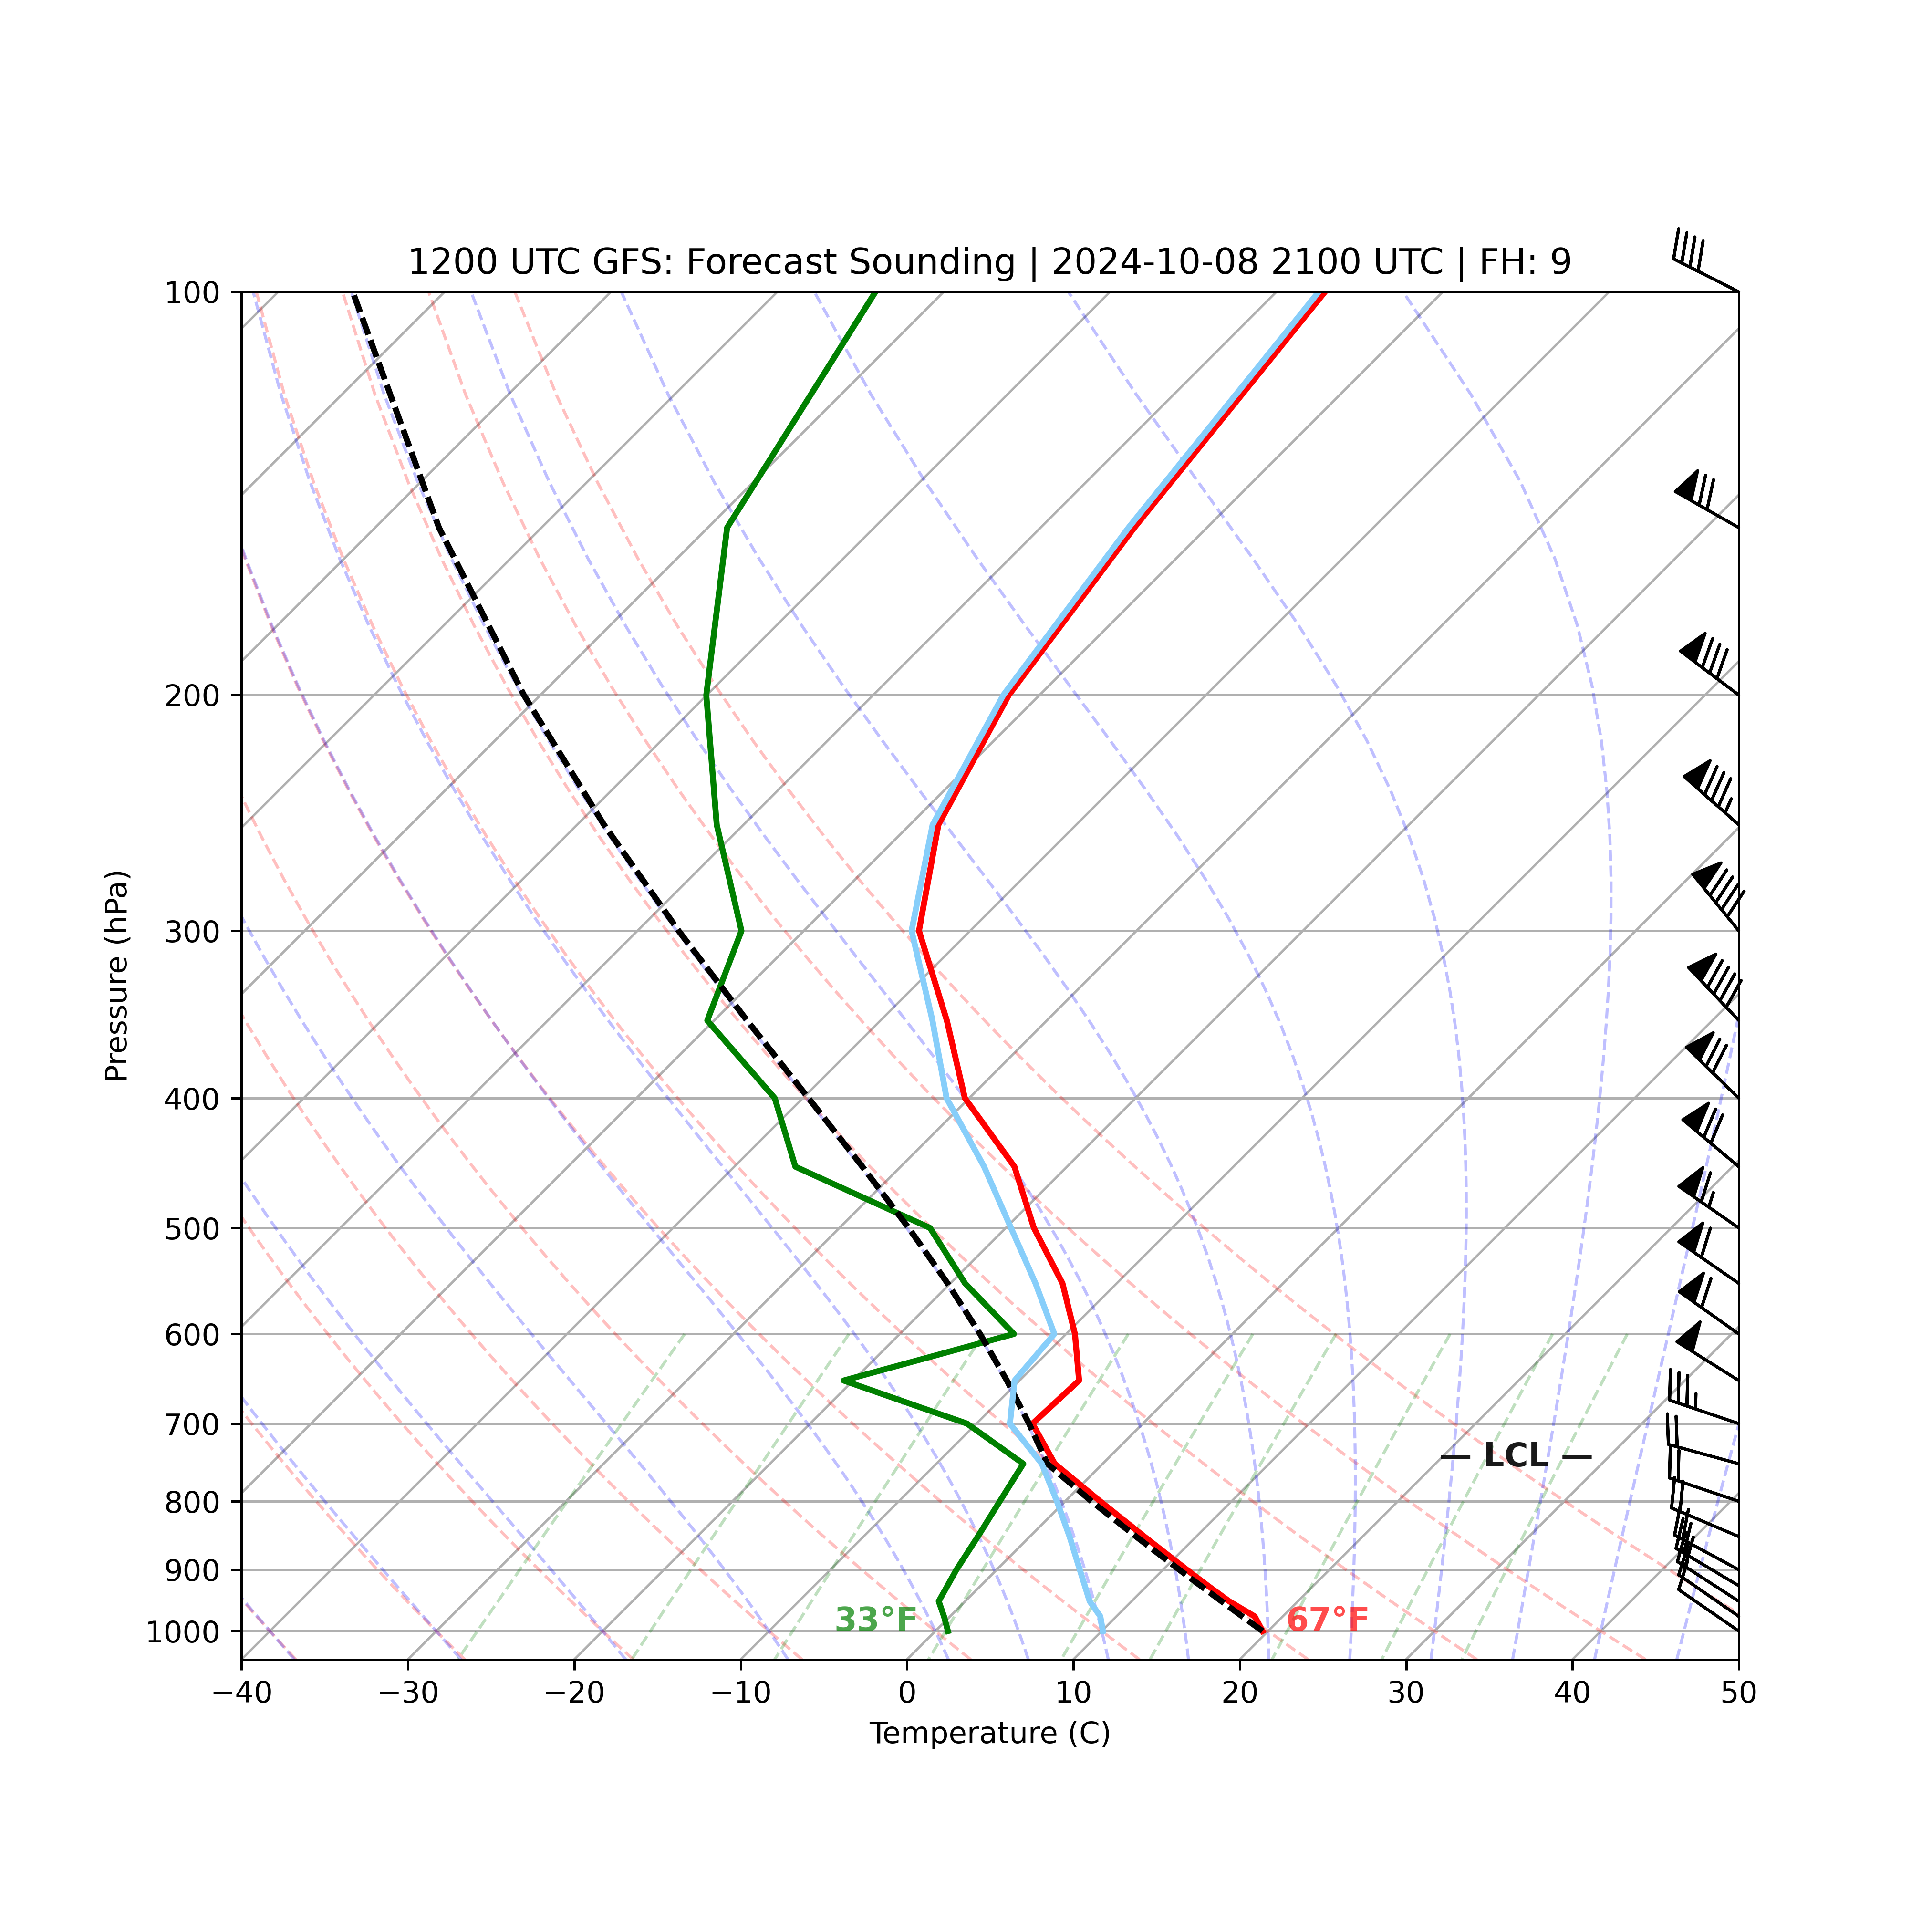 1200 UTC GFS: Forecast Sounding | 2024-10-08 2100 UTC | FH: 9
100
200
300
400
500
600
700
800
900
1000
Pressure (hPa)
— LCL —
33°F
67°F
−40 −30 −20 −10 0 10 20 30 40 50
Temperature (C)